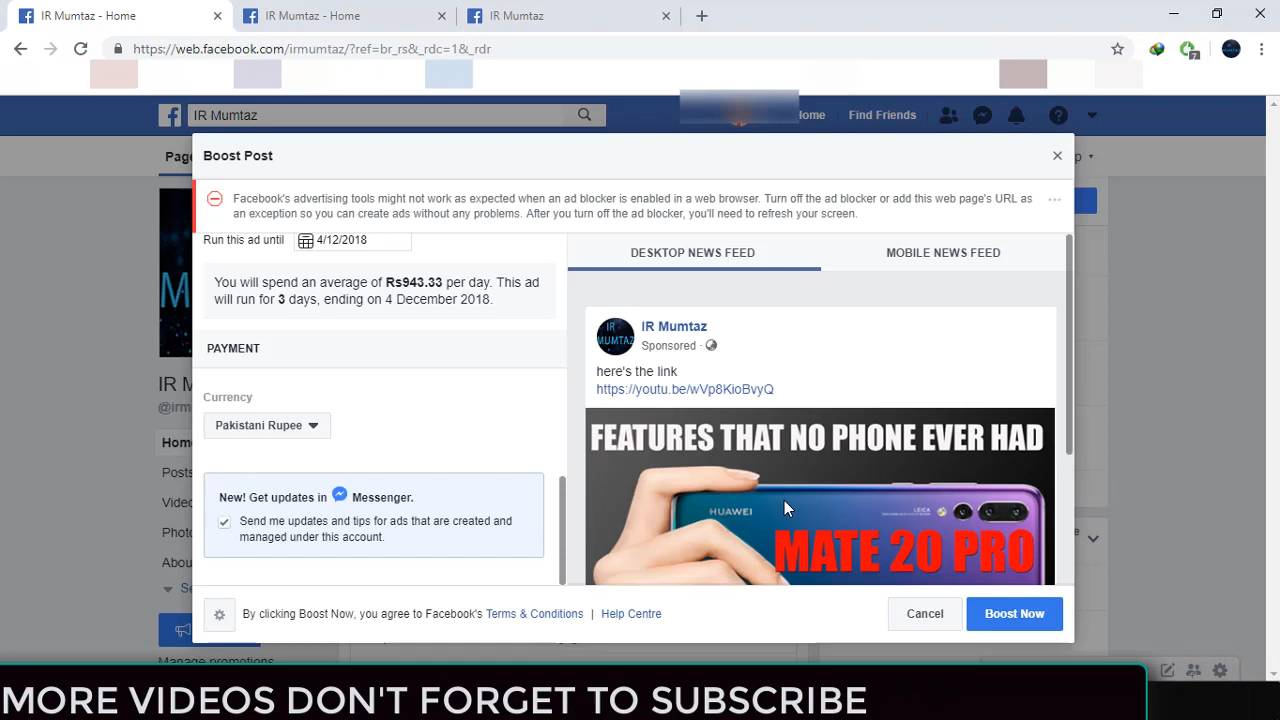 IR Mumtaz - Home
IR Mumtaz - Home
IR Mumtaz
https://web.facebook.com/irmumtaz/?ref=br_rs&_rdc=1&_rdr
7
IR Mumtaz
Home
Find Friends
Boost Post
Facebook's advertising tools might not work as expected when an ad blocker is enabled in a web browser. Turn off the ad blocker or add this web page's URL as
an exception so you can create ads without any problems. After you turn off the ad blocker, you'll need to refresh your screen.
Run this ad until
4/12/2018
You will spend an average of Rs943.33 per day. This ad
will run for 3 days, ending on 4 December 2018.
PAYMENT
Currency
Pakistani Rupee
New! Get updates in Messenger.
Send me updates and tips for ads that are created and
managed under this account.
DESKTOP NEWS FEED
MOBILE NEWS FEED
IR
MUMTAZ
IR Mumtaz
Sponsored ·
here's the link
https://youtu.be/wVp8KioBvyQ
FEATURES THAT NO PHONE EVER HAD
HUAWEI
LEICA
MATE 20 PRO
By clicking Boost Now, you agree to Facebook's Terms & Conditions | Help Centre
Cancel
Boost Now
Manage promotions
MORE VIDEOS DON'T FORGET TO SUBSCRIBE